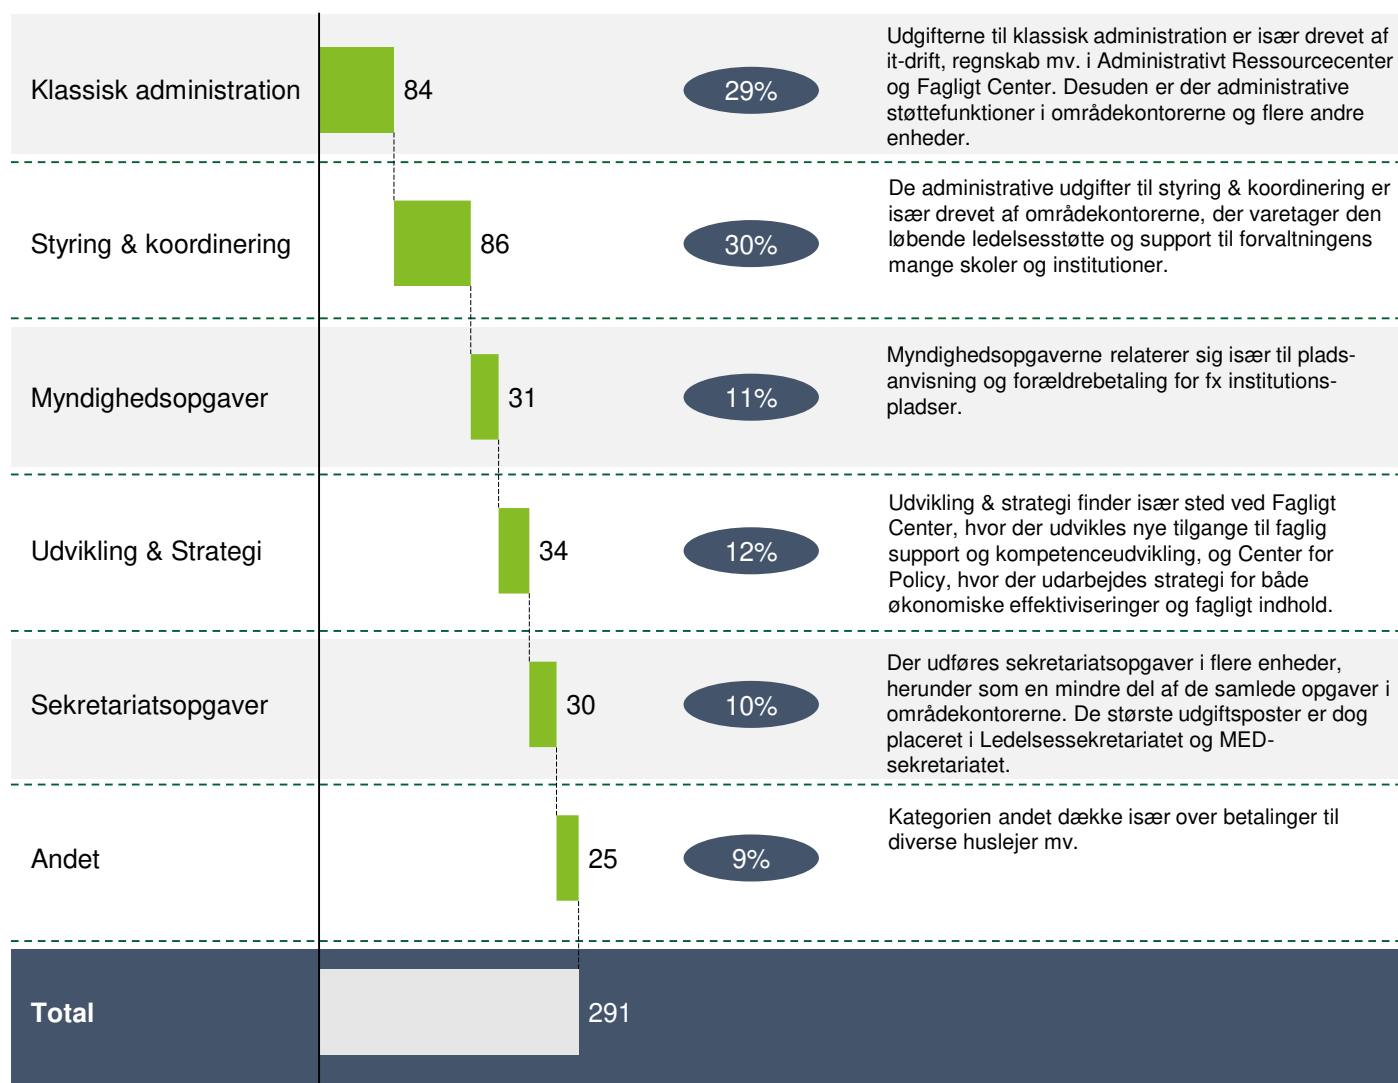 Klassisk administration
84
29%
Udgifterne til klassisk administration er især drevet af
it-drift, regnskab mv. i Administrativt Ressourcecenter
og Fagligt Center. Desuden er der administrative
støttefunktioner i områdekontorerne og flere andre
enheder.
Styring & koordinering
86
30%
De administrative udgifter til styring & koordinering er
især drevet af områdekontorerne, der varetager den
løbende ledelsesstøtte og support til forvaltningens
mange skoler og institutioner.
Myndighedsopgaver
31
11%
Myndighedsopgaverne relaterer sig især til plads-
anvisning og forældrebetaling for fx institutions-
pladser.
Udvikling & Strategi
34
12%
Udvikling & strategi finder især sted ved Fagligt
Center, hvor der udvikles nye tilgange til faglig
support og kompetenceudvikling, og Center for
Policy, hvor der udarbejdes strategi for både
økonomiske effektiviseringer og fagligt indhold.
Sekretariatsopgaver
30
10%
Der udføres sekretariatsopgaver i flere enheder,
herunder som en mindre del af de samlede opgaver i
områdekontorerne. De største udgiftsposter er dog
placeret i Ledelsessekretariatet og MED-
sekretariatet.
Andet
25
9%
Kategorien andet dække især over betalinger til
diverse huslejer mv.
Total
291